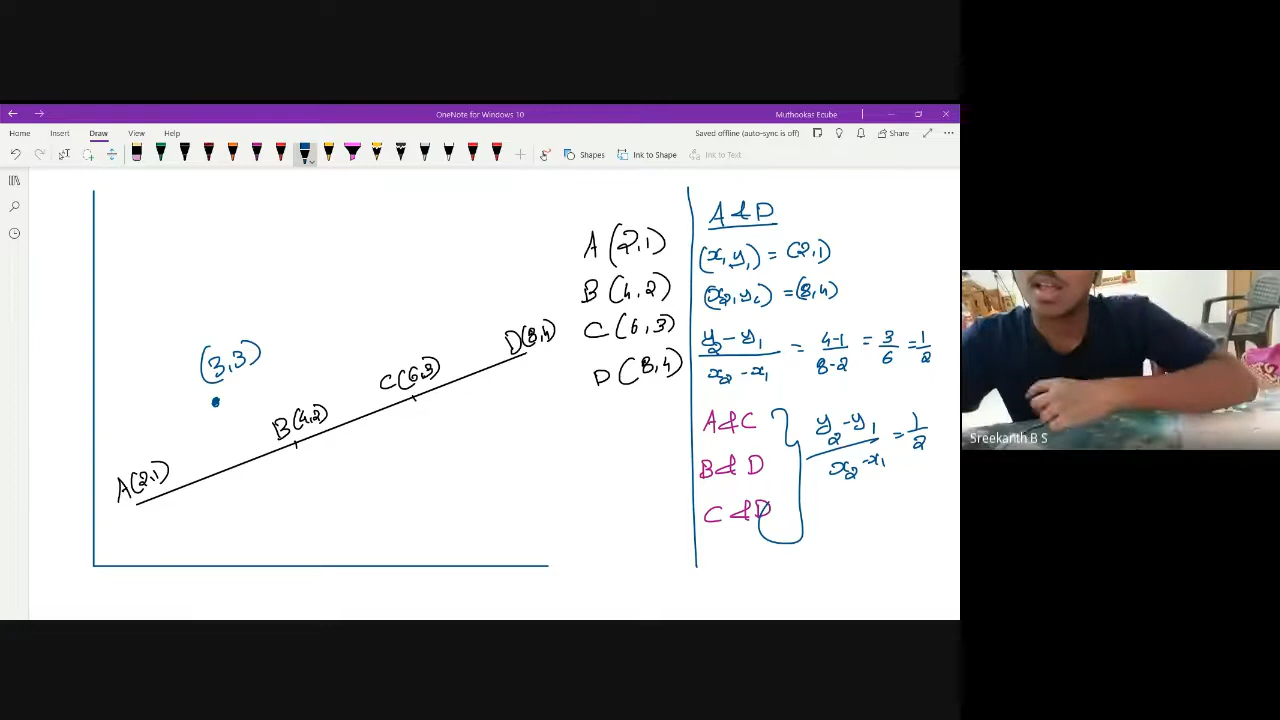 OneNote for Windows 10
Muthookas Ecube
Home Insert Draw View Help
Saved offline (auto-sync is off)
Share
Shapes
Ink to Shape
Ink to Text
A(2,1)
B(4,2)
C(6,3)
D(8,4)
(3,3)
A (2,1)
B (4,2)
C (6,3)
D (8,4)
A & D
(x₁,y₁) = (2,1)
(x₂,y₂) = (8,4)
y₂-y₁/x₂-x₁ = 4-1/8-2 = 3/6 = 1/2
A & C
B & D
C & D
y₂-y₁/x₂-x₁ = 1/2
Sreekanth B S